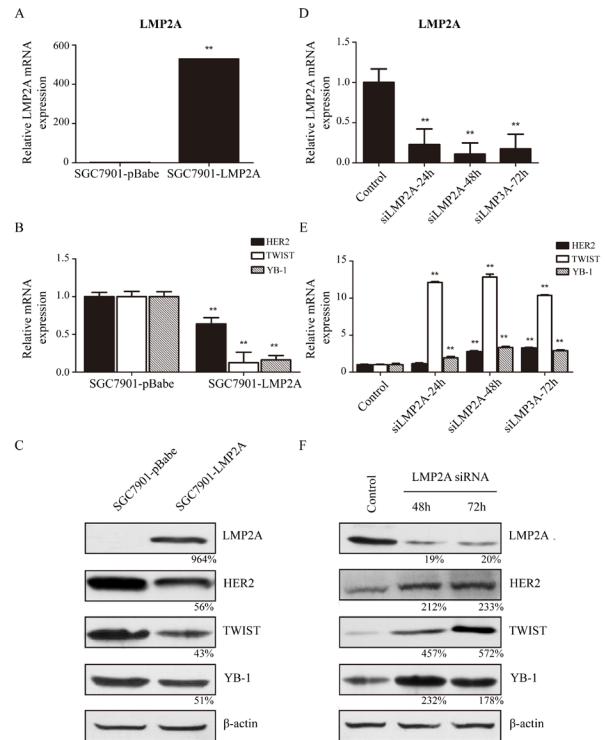 A
LMP2A
Relative LMP2A mRNA
expression
600
400
200
0
**
SGC7901-pBabe
SGC7901-LMP2A
B
HER2
TWIST
YB-1
Relative mRNA
expression
1.5
1.0
0.5
0.0
**
**
**
SGC7901-pBabe
SGC7901-LMP2A
C
SGC7901-pBabe
SGC7901-LMP2A
LMP2A
964%
HER2
56%
TWIST
43%
YB-1
51%
β-actin
D
LMP2A
Relative LMP2A mRNA
expression
1.5
1.0
0.5
0.0
**
**
**
Control
siLMP2A-24h
siLMP2A-48h
siLMP3A-72h
E
HER2
TWIST
YB-1
Relative mRNA
expression
15
10
5
0
**
**
**
**
**
**
**
**
Control
siLMP2A-24h
siLMP2A-48h
siLMP3A-72h
F
Control
LMP2A siRNA
48h
72h
LMP2A .
19%
20%
HER2
212%
233%
TWIST
457%
572%
YB-1
232%
178%
β-actin